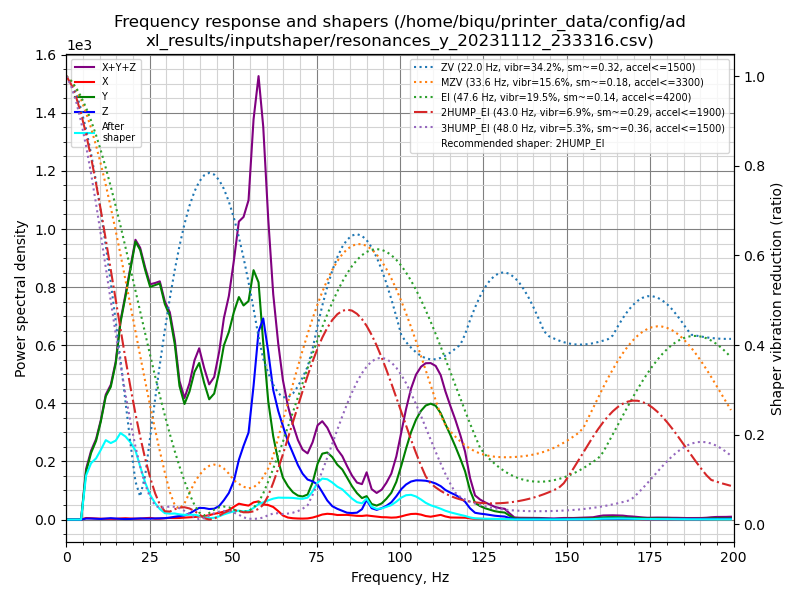 Frequency response and shapers (/home/biqu/printer_data/config/ad
xl_results/inputshaper/resonances_y_20231112_233316.csv)
1e3
X+Y+Z
X
Y
Z
After
shaper
ZV (22.0 Hz, vibr=34.2%, sm~=0.32, accel<=1500)
MZV (33.6 Hz, vibr=15.6%, sm~=0.18, accel<=3300)
EI (47.6 Hz, vibr=19.5%, sm~=0.14, accel<=4200)
2HUMP_EI (43.0 Hz, vibr=6.9%, sm~=0.29, accel<=1900)
3HUMP_EI (48.0 Hz, vibr=5.3%, sm~=0.36, accel<=1500)
Recommended shaper: 2HUMP_EI
Power spectral density
1.6
1.4
1.2
1.0
0.8
0.6
0.4
0.2
0.0
0 25 50 75 100 125 150 175 200
Frequency, Hz
1.0
0.8
0.6
0.4
0.2
0.0
Shaper vibration reduction (ratio)